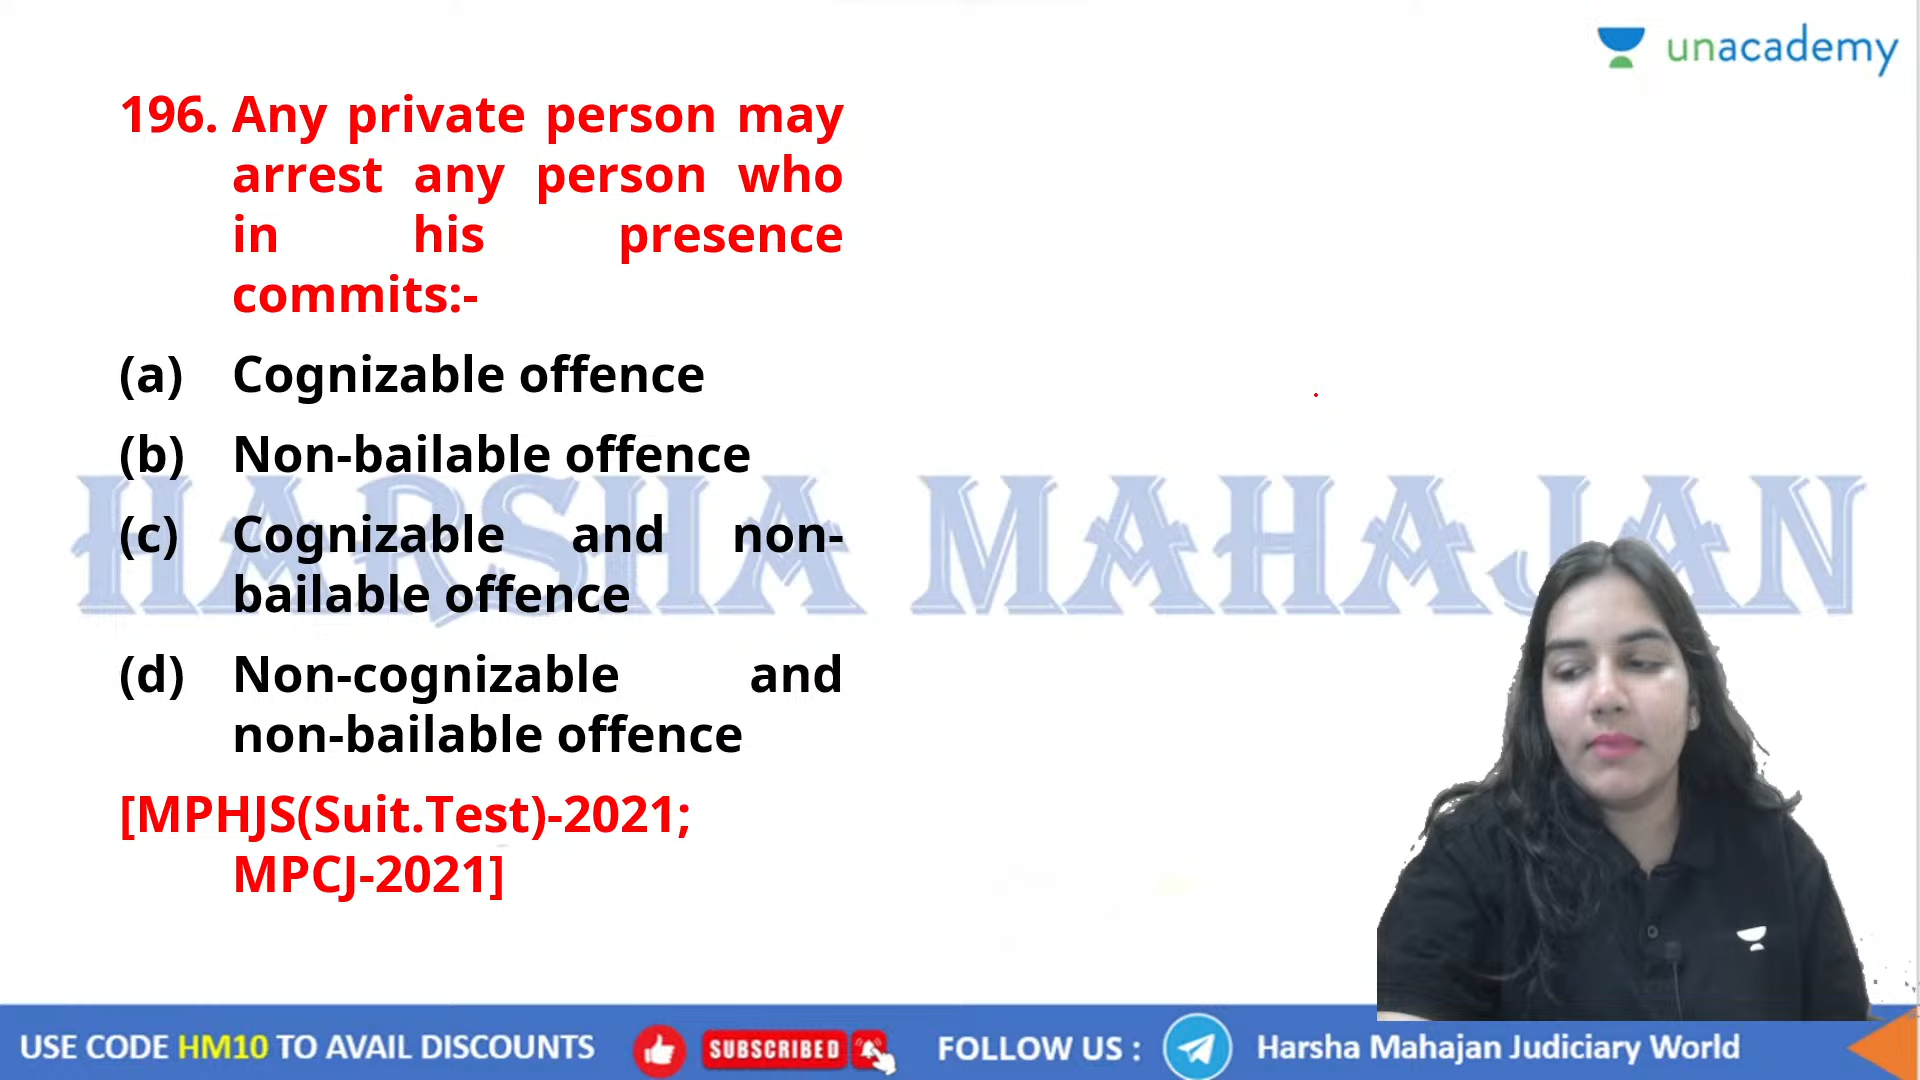 unacademy
196. Any private person may
arrest any person who
in his presence
commits:-
(a) Cognizable offence
(b) Non-bailable offence
(c) Cognizable and non-
bailable offence
(d) Non-cognizable and
non-bailable offence
[MPHJS(Suit.Test)-2021;
MPCJ-2021]
HARSHA MAHAJAN
USE CODE HM10 TO AVAIL DISCOUNTS
SUBSCRIBED
FOLLOW US :
Harsha Mahajan Judiciary World